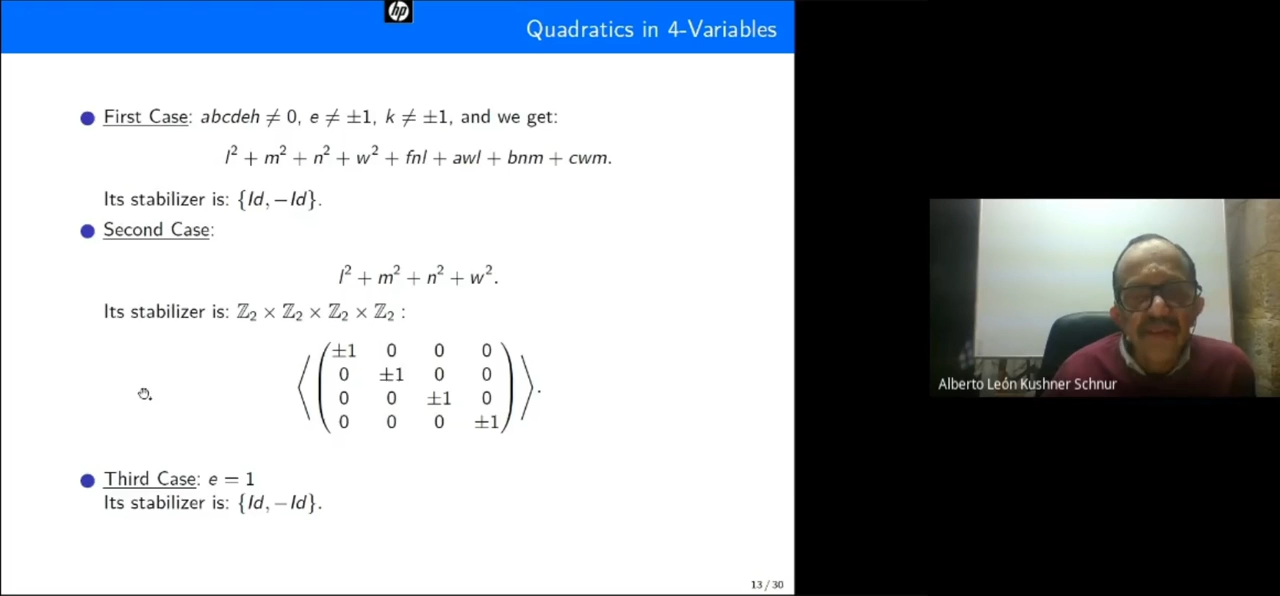 hp
Quadratics in 4-Variables
First Case: abcdeh ≠ 0, e ≠ ±1, k ≠ ±1, and we get:
l² + m² + n² + w² + fnl + awl + bnm + cwm.
Its stabilizer is: {Id, −Id}.
Second Case:
l² + m² + n² + w².
Its stabilizer is: ℤ₂ × ℤ₂ × ℤ₂ × ℤ₂ :
±1 0 0 0
0 ±1 0 0
0 0 ±1 0
0 0 0 ±1
.
Third Case: e = 1
Its stabilizer is: {Id, −Id}.
13 / 30
Alberto León Kushner Schnur